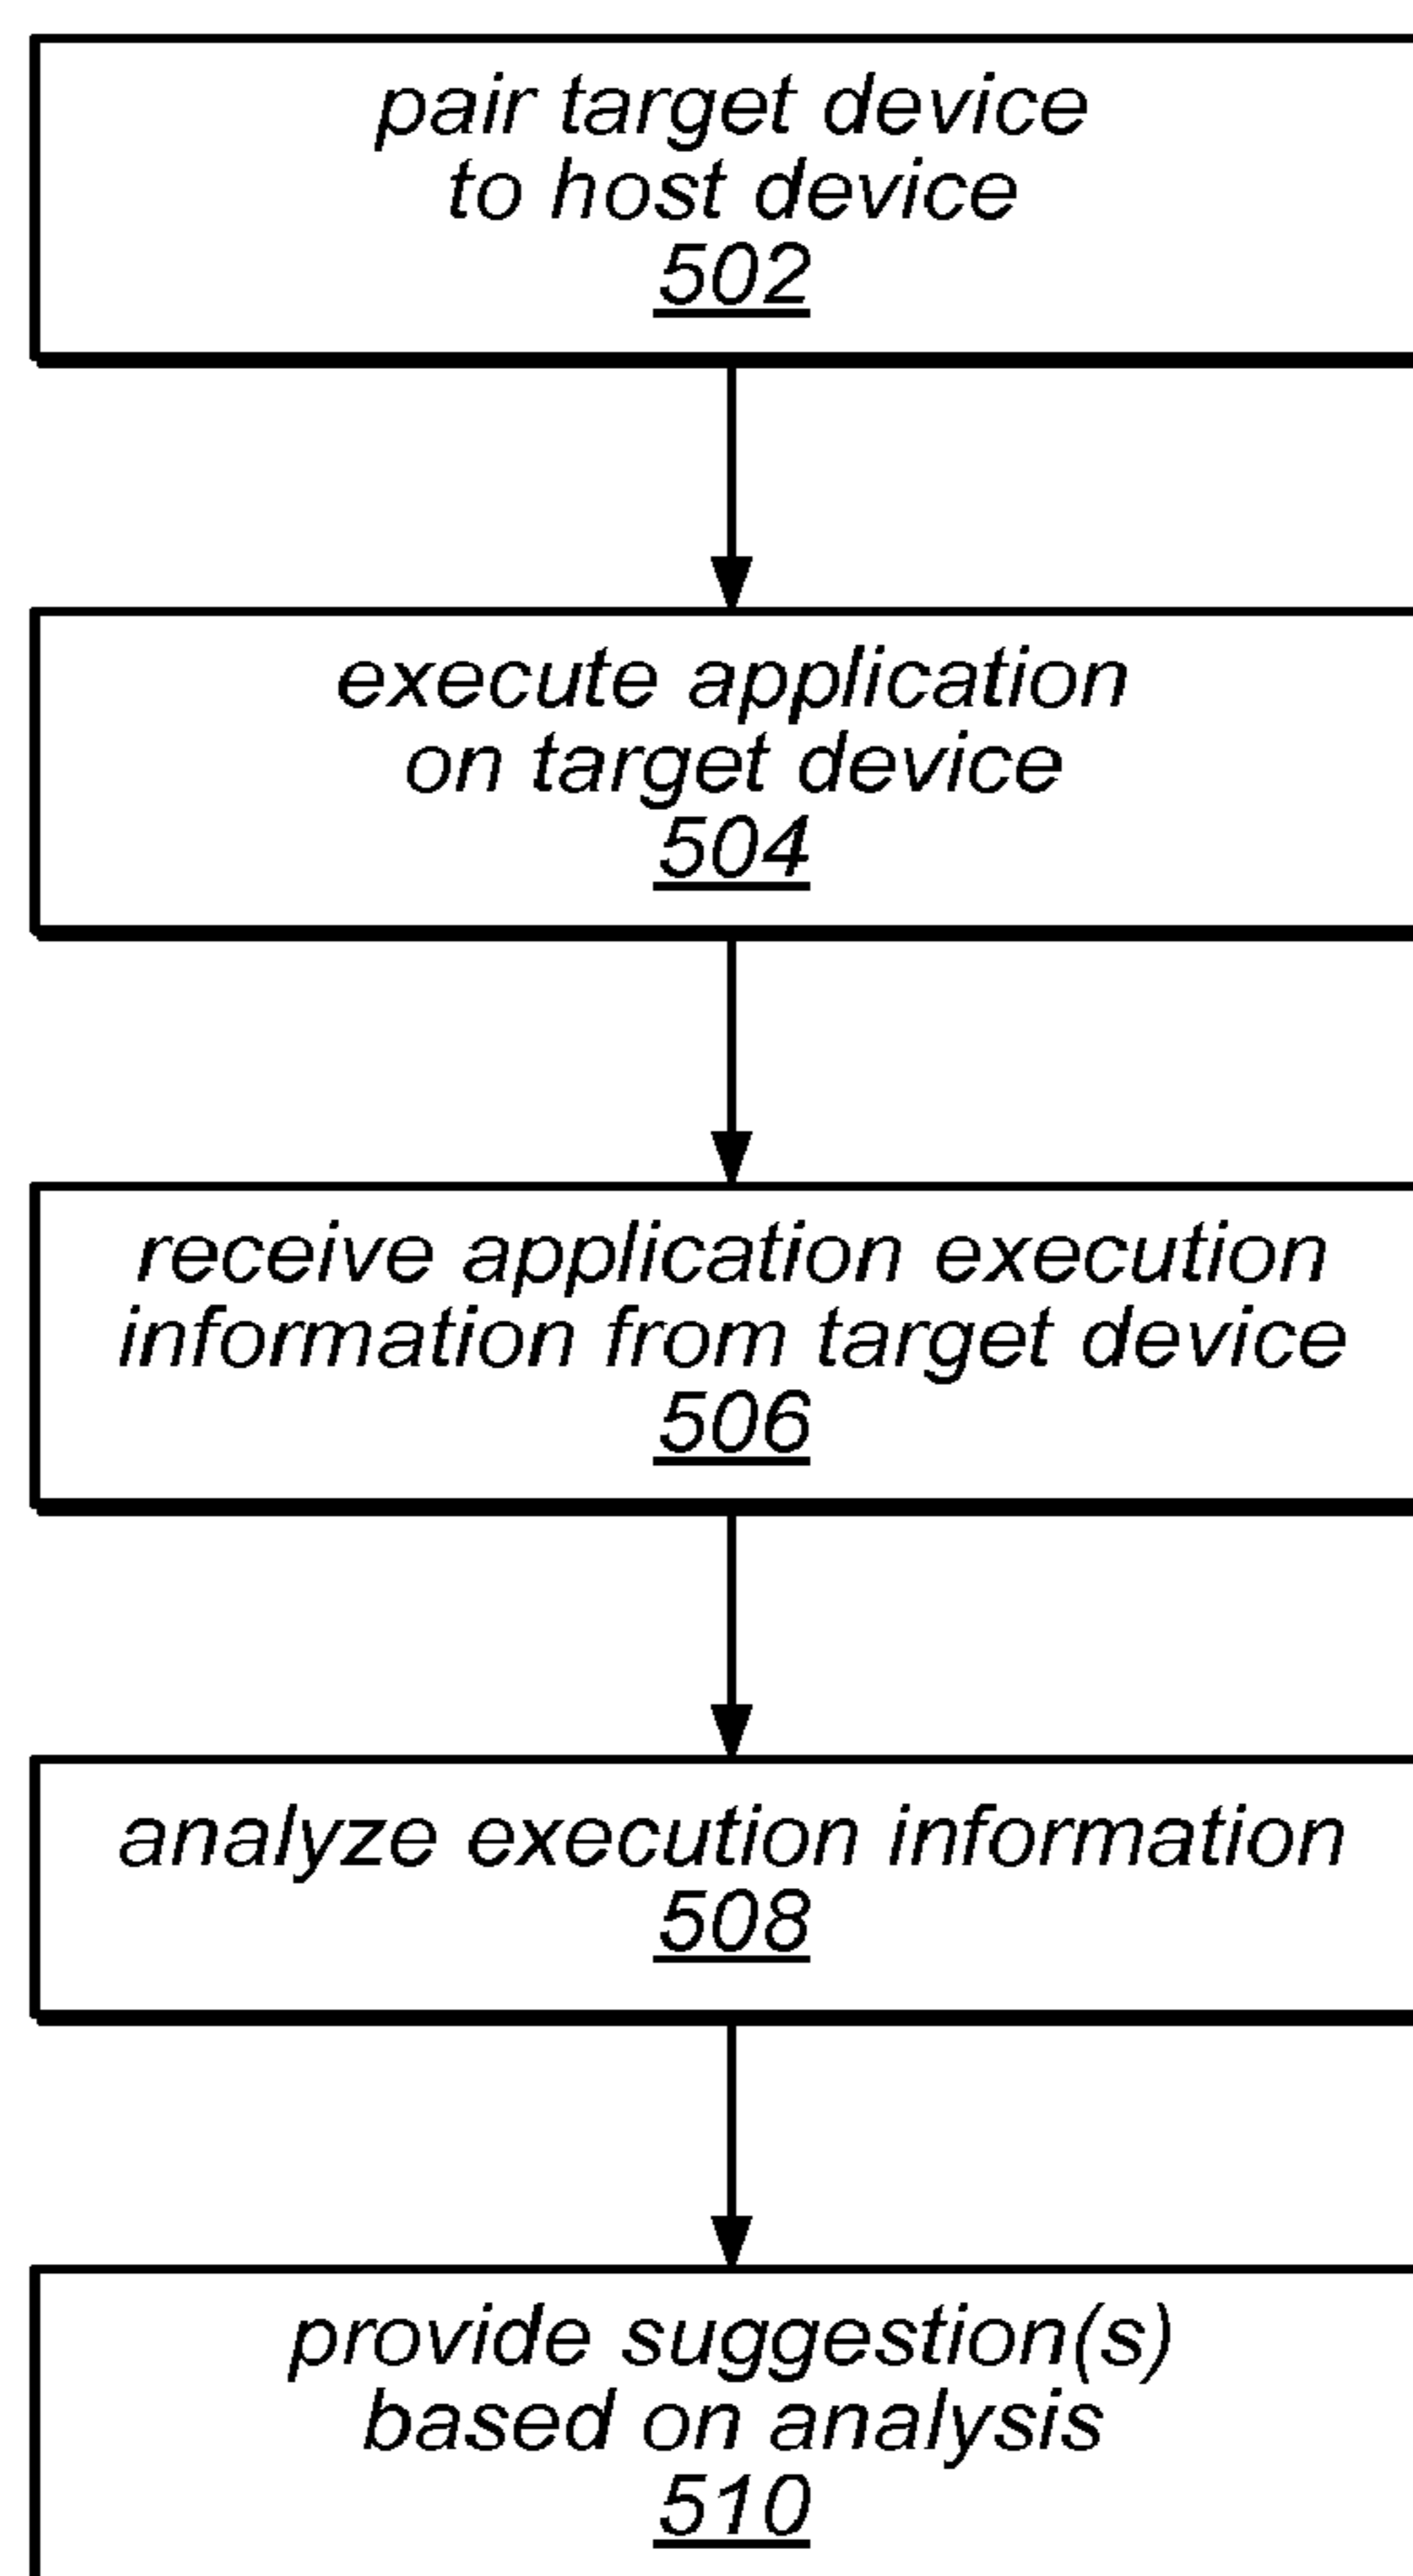 pair target device
to host device
502
execute application
on target device
504
receive application execution
information from target device
506
analyze execution information
508
provide suggestion(s)
based on analysis
510